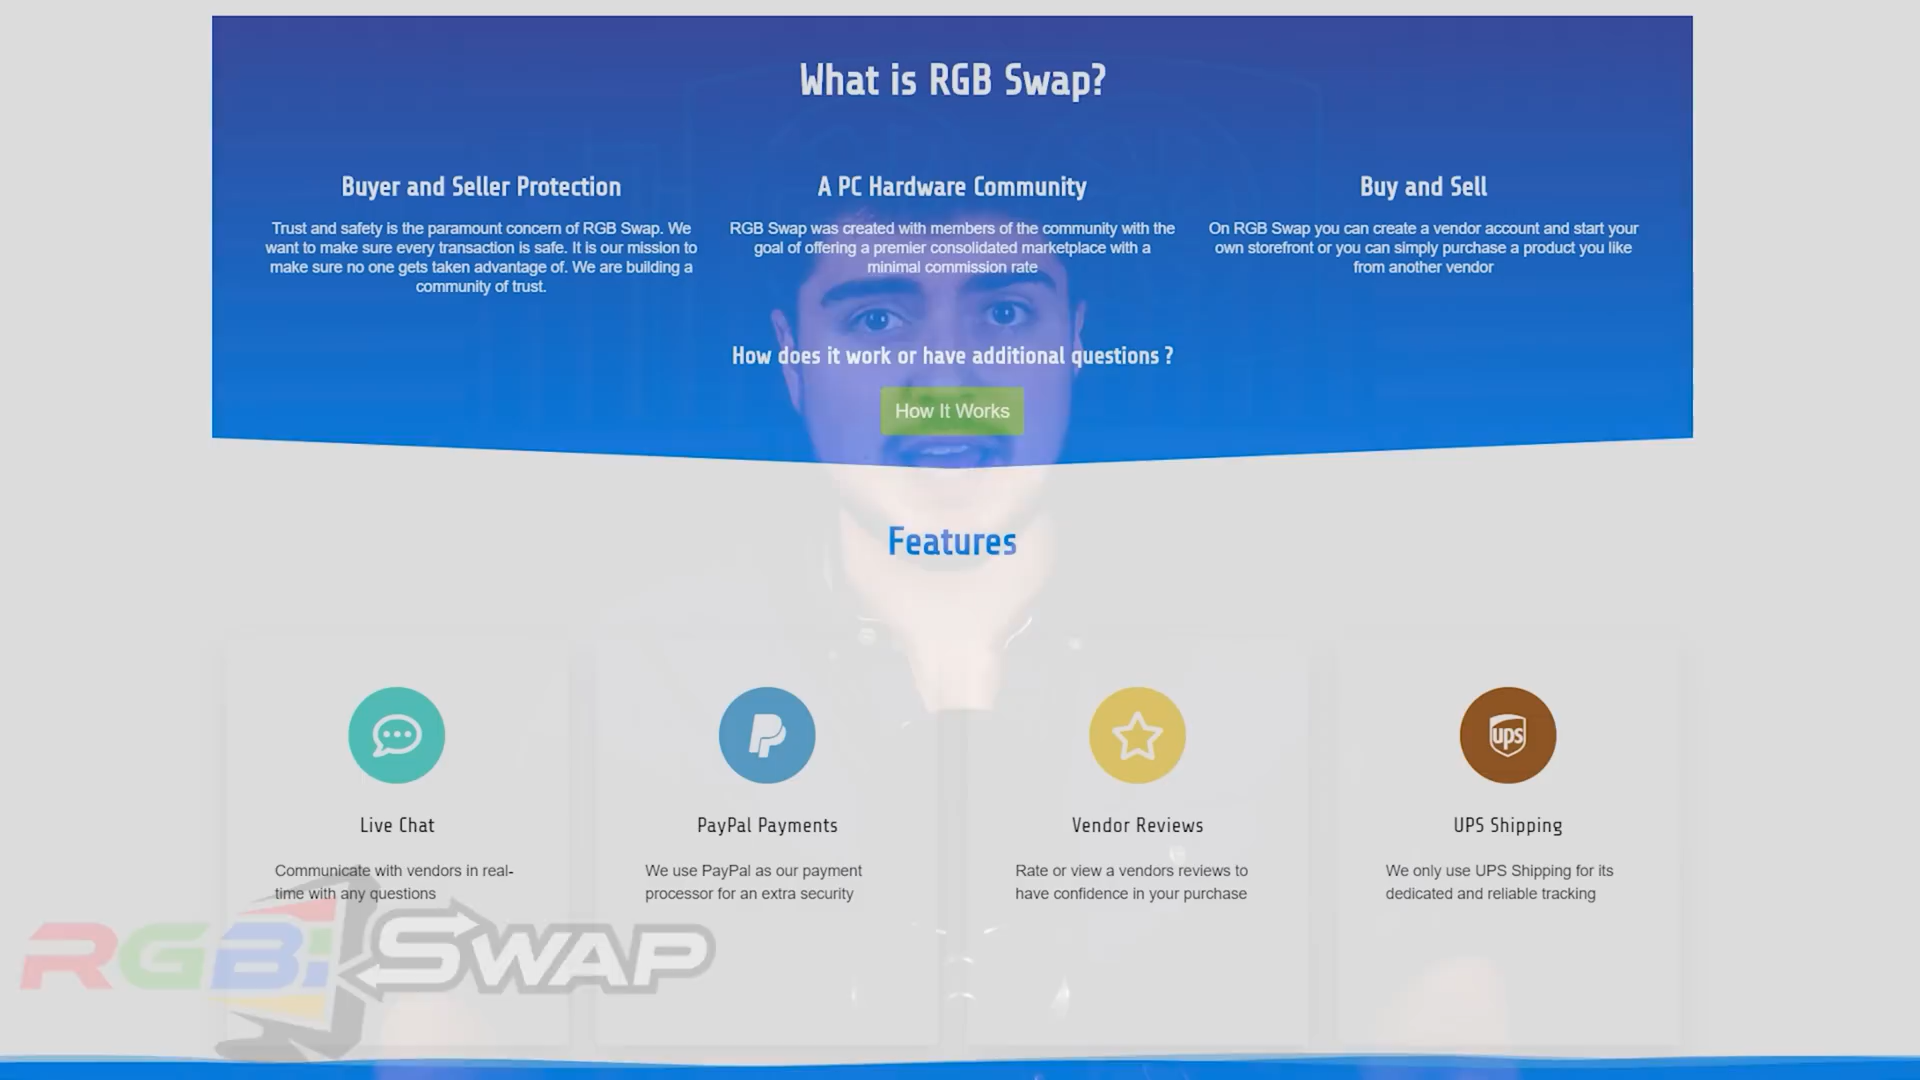 What is RGB Swap?
Buyer and Seller Protection
Trust and safety is the paramount concern of RGB Swap. We
want to make sure every transaction is safe. It is our mission to
make sure no one gets taken advantage of. We are building a
community of trust.
A PC Hardware Community
RGB Swap was created with members of the community with the
goal of offering a premier consolidated marketplace with a
minimal commission rate
Buy and Sell
On RGB Swap you can create a vendor account and start your
own storefront or you can simply purchase a product you like
from another vendor
How does it work or have additional questions ?
How It Works
Features
Live Chat
Communicate with vendors in real-
time with any questions
PayPal Payments
We use PayPal as our payment
processor for an extra security
Vendor Reviews
Rate or view a vendors reviews to
have confidence in your purchase
ups
UPS Shipping
We only use UPS Shipping for its
dedicated and reliable tracking
RGB SWAP